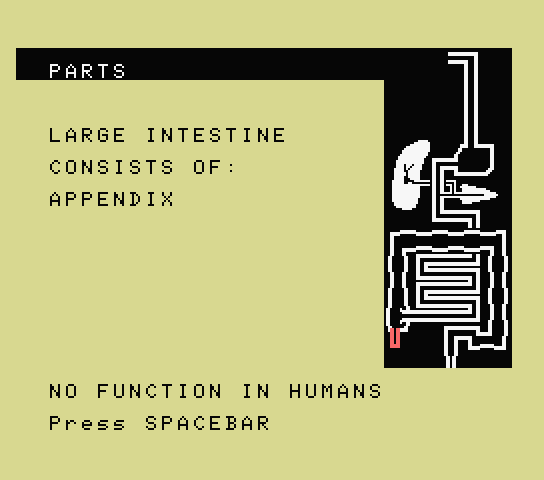 PARTS
LARGE INTESTINE
CONSISTS OF:
APPENDIX
NO FUNCTION IN HUMANS
Press SPACEBAR